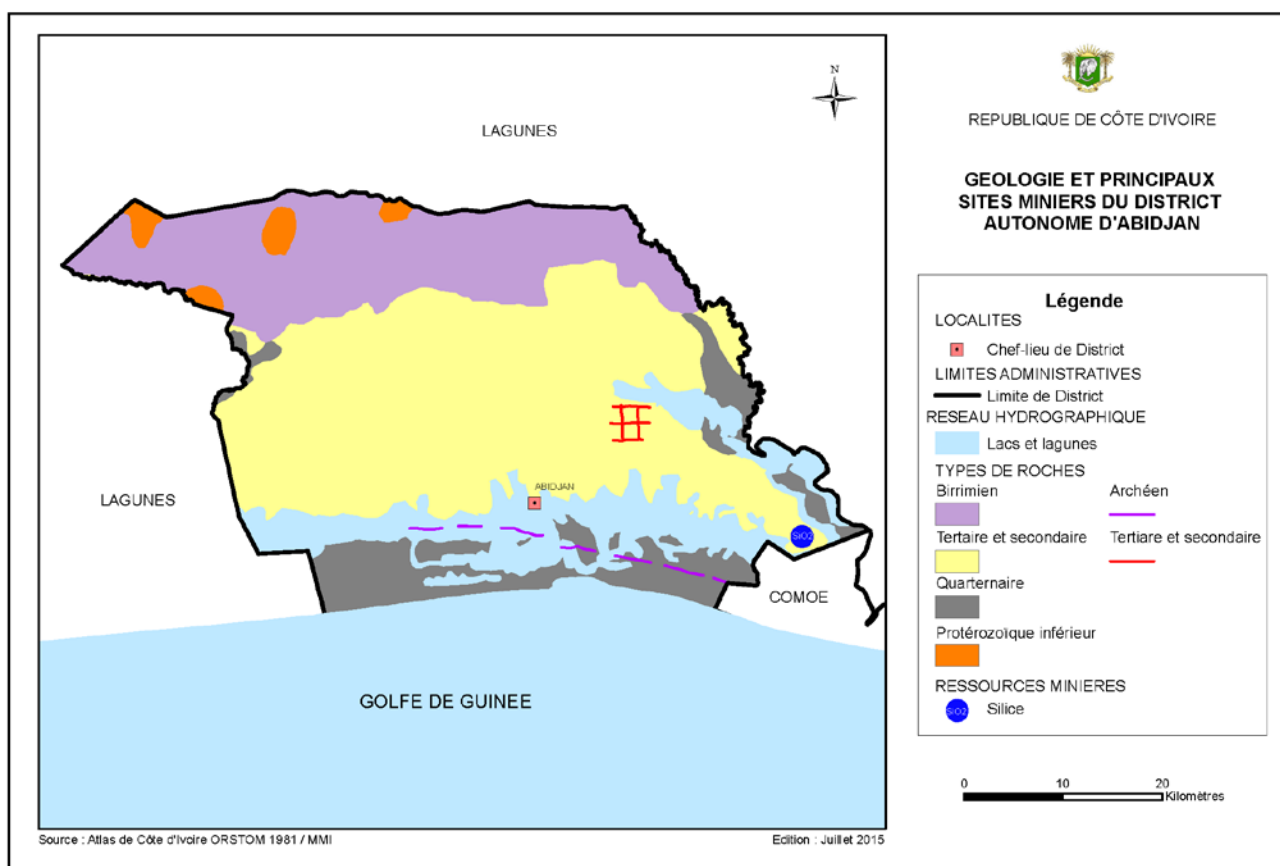 N
LAGUNES
LAGUNES
ABIDJAN
SiO2
COMOE
GOLFE DE GUINEE
REPUBLIQUE DE CÔTE D'IVOIRE
GEOLOGIE ET PRINCIPAUX
SITES MINIERS DU DISTRICT
AUTONOME D'ABIDJAN
Légende
LOCALITES
Chef-lieu de District
LIMITES ADMINISTRATIVES
Limite de District
RESEAU HYDROGRAPHIQUE
Lacs et lagunes
TYPES DE ROCHES
Birrimien Archéen
Tertaire et secondaire Tertiare et secondaire
Quarternaire
Protérozoïque inférieur
RESSOURCES MINIERES
SiO2 Silice
0 10 20
Kilomètres
Source : Atlas de Côte d'Ivoire ORSTOM 1981 / MMI
Edition : Juillet 2015